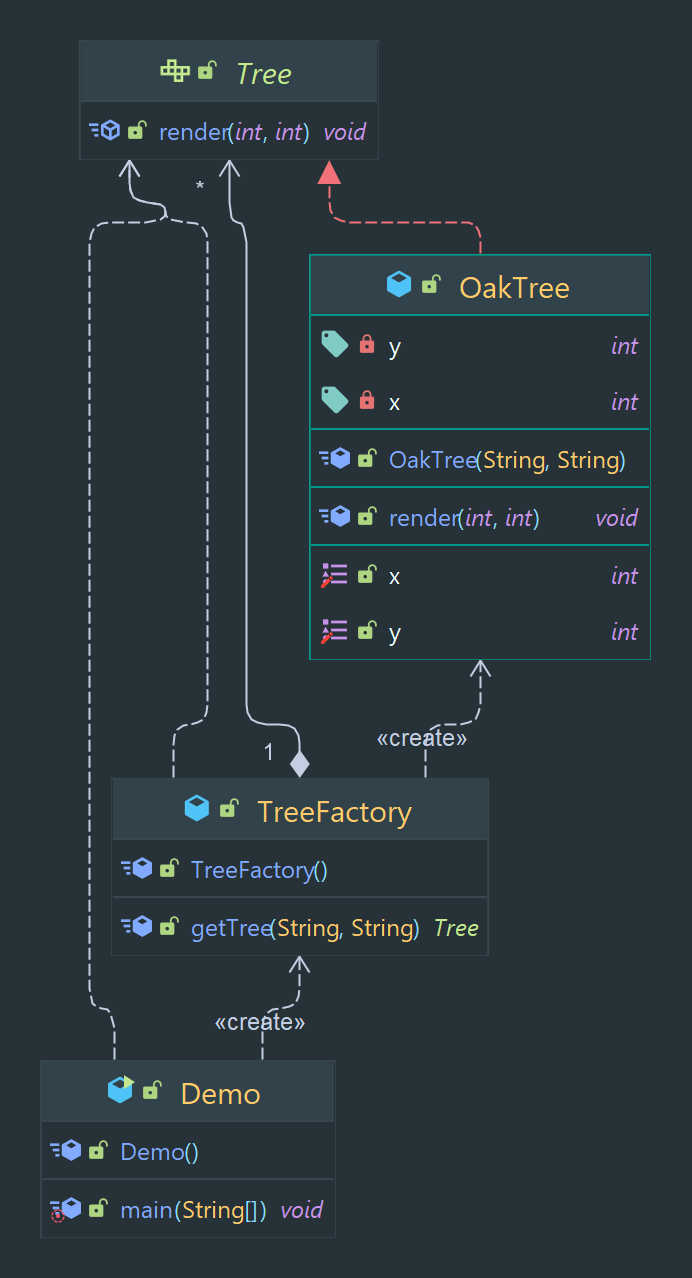 Tree
render(int, int) void
*
OakTree
y int
x int
OakTree(String, String)
render(int, int) void
x int
y int
«create»
1
TreeFactory
TreeFactory()
getTree(String, String) Tree
«create»
Demo
Demo()
main(String[]) void